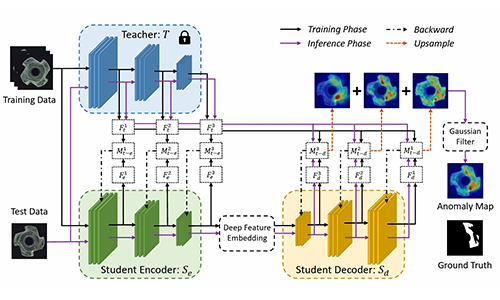 Teacher: T
Training Phase
Inference Phase
Backward
Upsample
Training Data
F_t^1
F_t^2
F_t^3
M_{t-e}^1
M_{t-e}^2
M_{t-e}^3
M_{t-d}^3
M_{t-d}^2
M_{t-d}^1
Gaussian
Filter
F_e^1
F_e^2
F_e^3
F_d^3
F_d^2
F_d^1
Test Data
Deep Feature
Embedding
Anomaly Map
Student Encoder: S_e
Student Decoder: S_d
Ground Truth
+
+